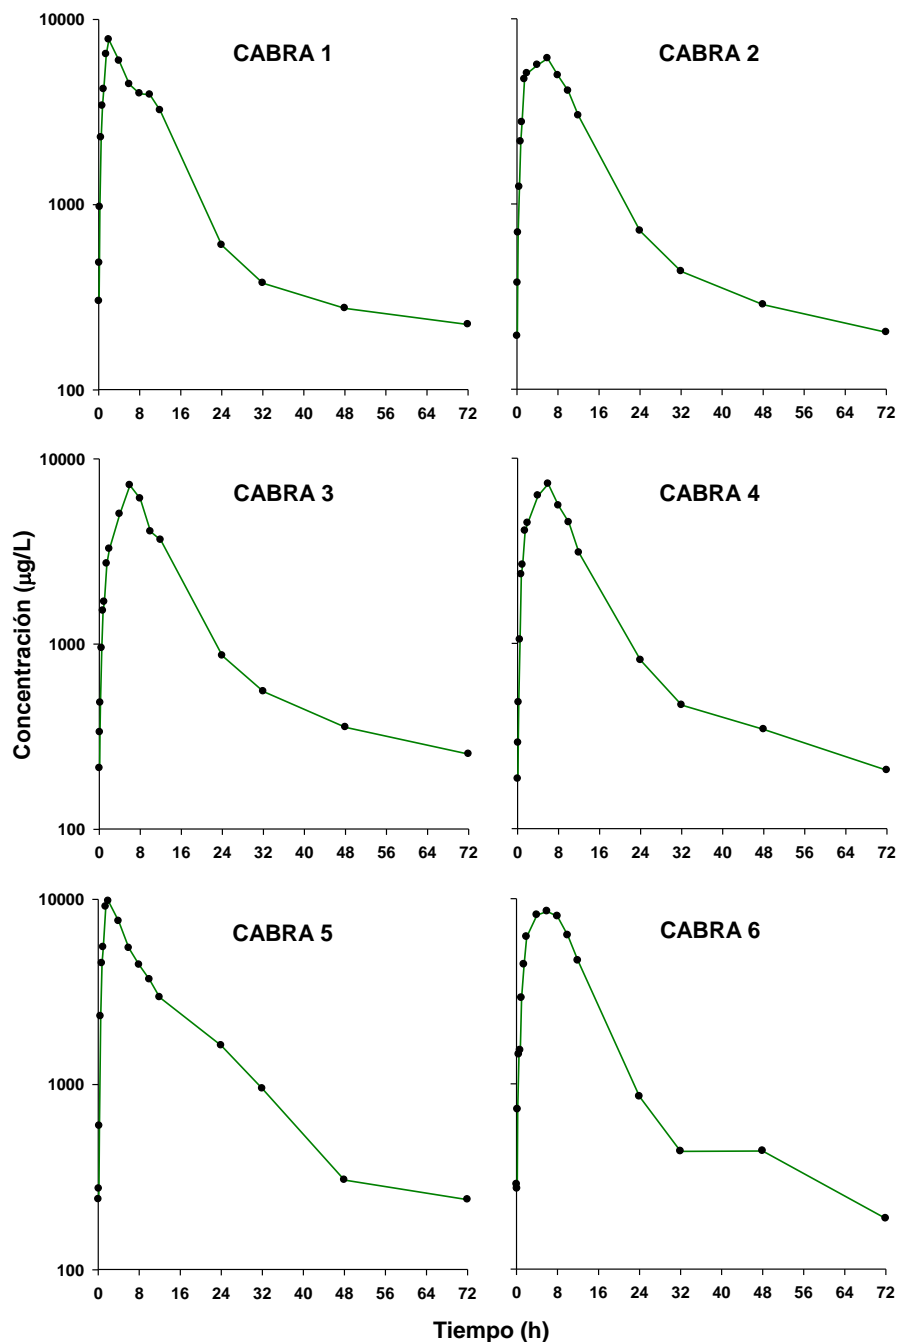 10000
CABRA 1
1000
100
0 8 16 24 32 40 48 56 64 72
CABRA 2
0 8 16 24 32 40 48 56 64 72
10000
CABRA 3
1000
100
0 8 16 24 32 40 48 56 64 72
CABRA 4
0 8 16 24 32 40 48 56 64 72
Concentración (µg/L)
10000
CABRA 5
1000
100
0 8 16 24 32 40 48 56 64 72
CABRA 6
0 8 16 24 32 40 48 56 64 72
Tiempo (h)